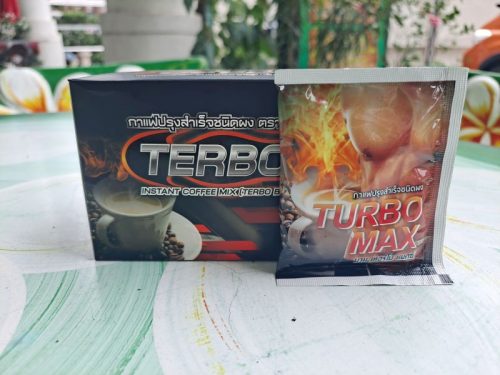 กาแฟปรุงสำเร็จชนิดผง ตรา
TERBO
INSTANT COFFEE MIX (TERBO B
กาแฟปรุงสำเร็จชนิดผง
TURBO
MAX